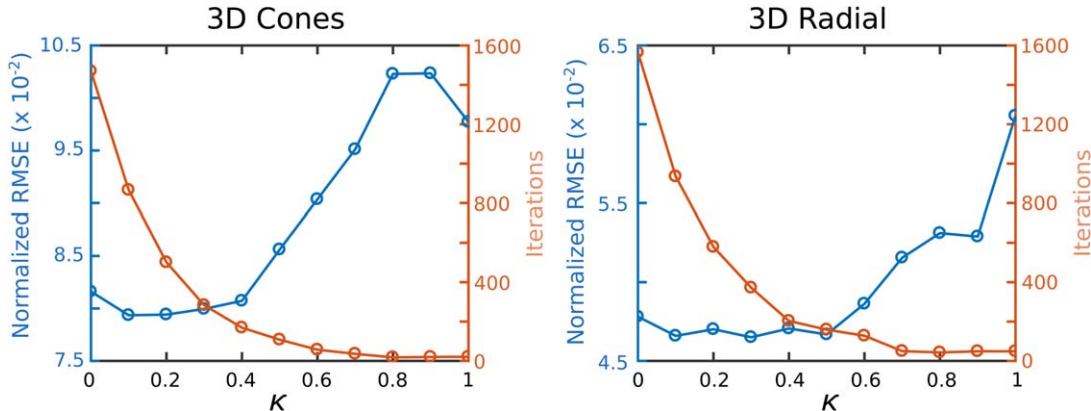 3D Cones
Normalized RMSE (x 10⁻²)
10.5
9.5
8.5
7.5
1600
1200
800
400
0
Iterations
0 0.2 0.4 0.6 0.8 1
κ
3D Radial
Normalized RMSE (x 10⁻²)
6.5
5.5
4.5
1600
1200
800
400
0
Iterations
0 0.2 0.4 0.6 0.8 1
κ